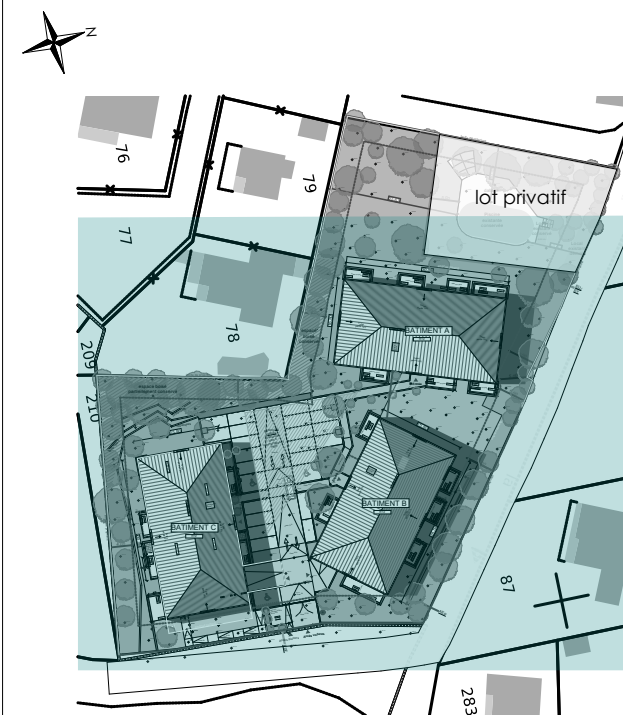 N
76
79
lot privatif
77
78
BATIMENT A
209
210
BATIMENT B
BATIMENT C
87
283